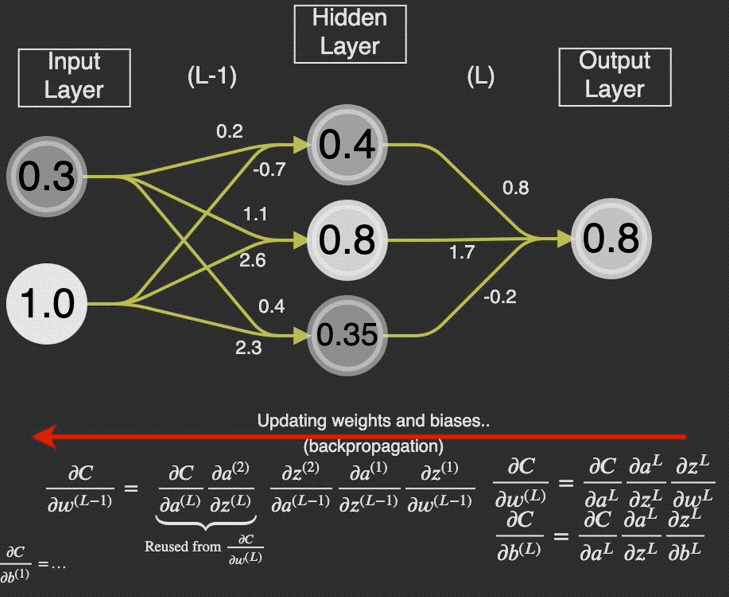 Input
Layer
(L-1)
Hidden
Layer
(L)
Output
Layer
0.3
1.0
0.2
-0.7
1.1
2.6
0.4
2.3
0.4
0.8
0.35
0.8
1.7
-0.2
0.8
Updating weights and biases..
(backpropagation)
∂C/∂w^(L−1) = ∂C/∂a^(L) ∂a^(2)/∂z^(L) ∂z^(2)/∂a^(L−1) ∂a^(1)/∂z^(L−1) ∂z^(1)/∂w^(L−1)
Reused from ∂C/∂w^(L)
∂C/∂b^(1) = ...
∂C/∂w^(L) = ∂C/∂a^L ∂a^L/∂z^L ∂z^L/∂w^L
∂C/∂b^(L) = ∂C/∂a^L ∂a^L/∂z^L ∂z^L/∂b^L